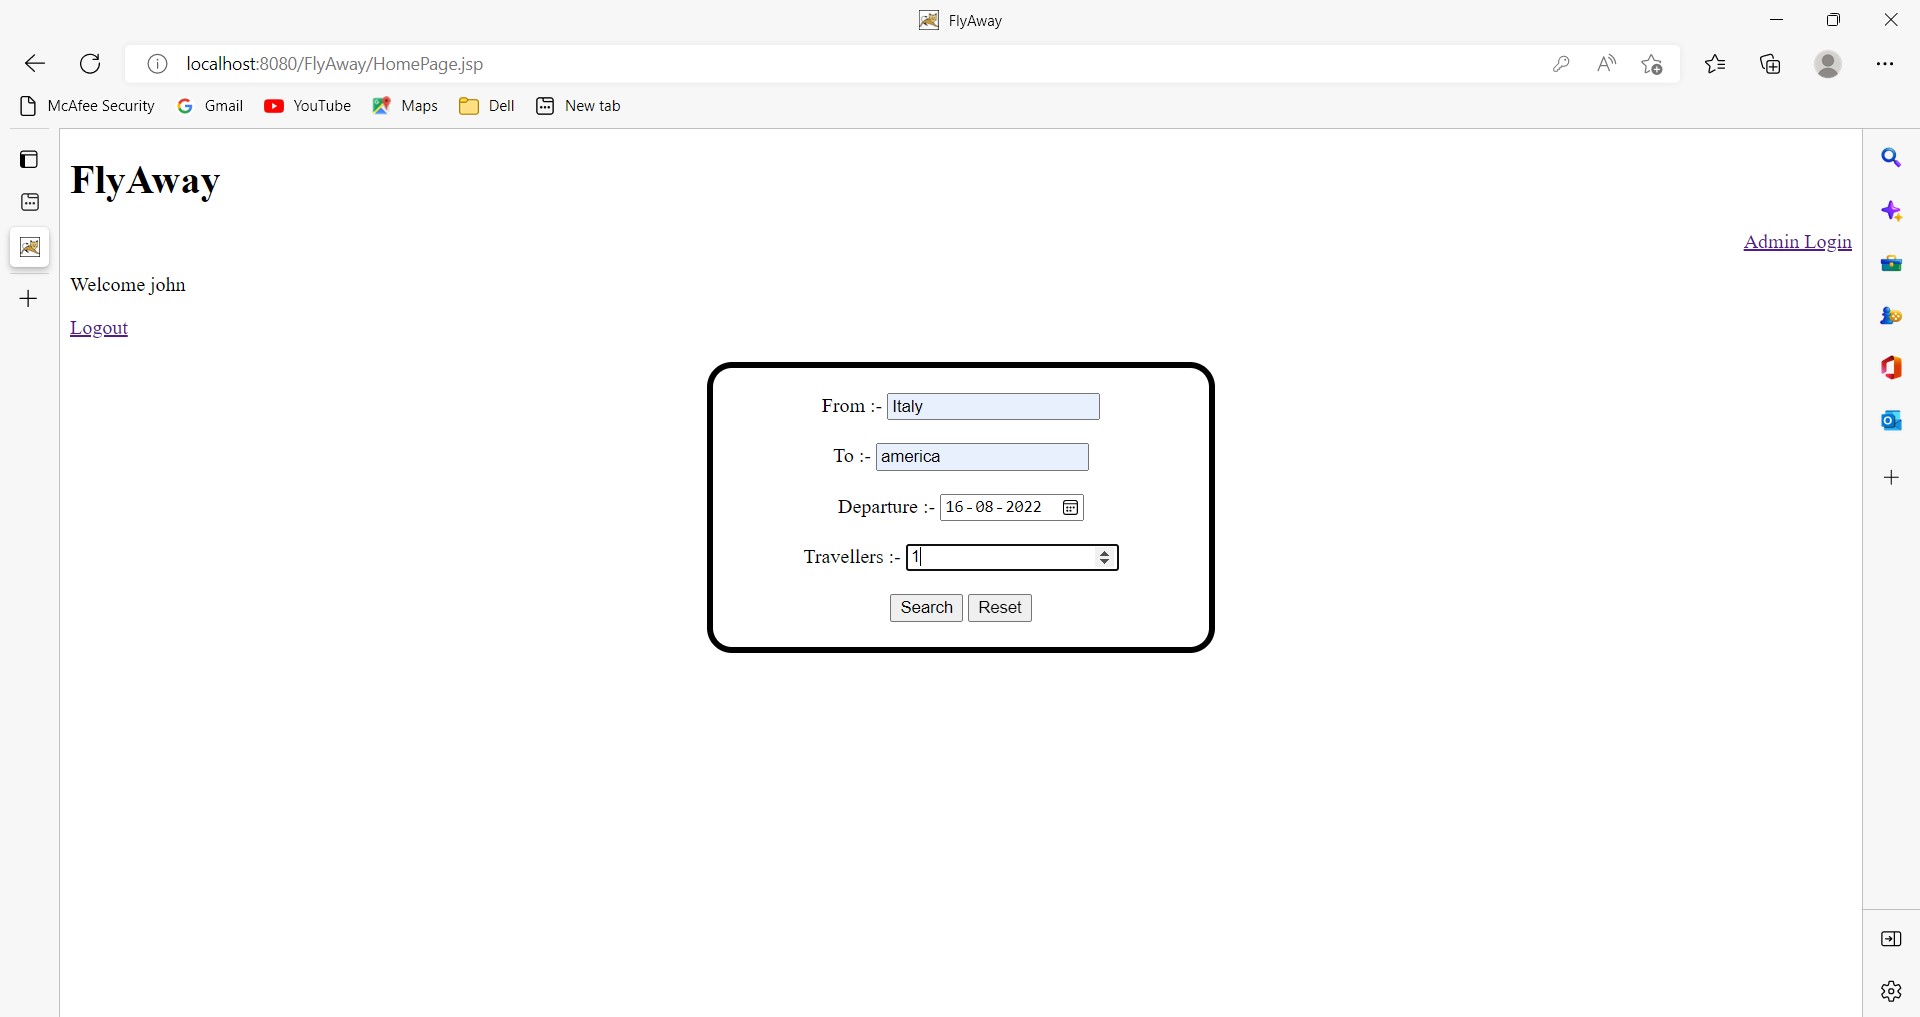 FlyAway
localhost:8080/FlyAway/HomePage.jsp
McAfee Security Gmail YouTube Maps Dell New tab
FlyAway
Admin Login
Welcome john
Logout
From :- Italy
To :- america
Departure :- 16-08-2022
Travellers :- 1
Search Reset